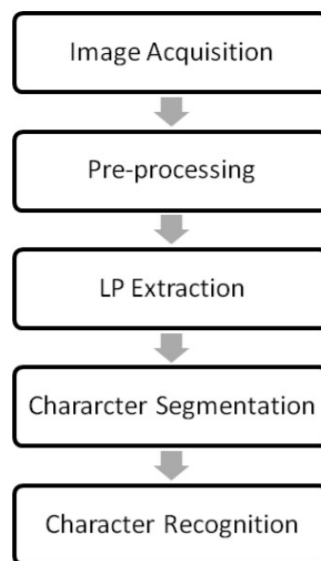 Image Acquisition
Pre-processing
LP Extraction
Chararcter Segmentation
Character Recognition